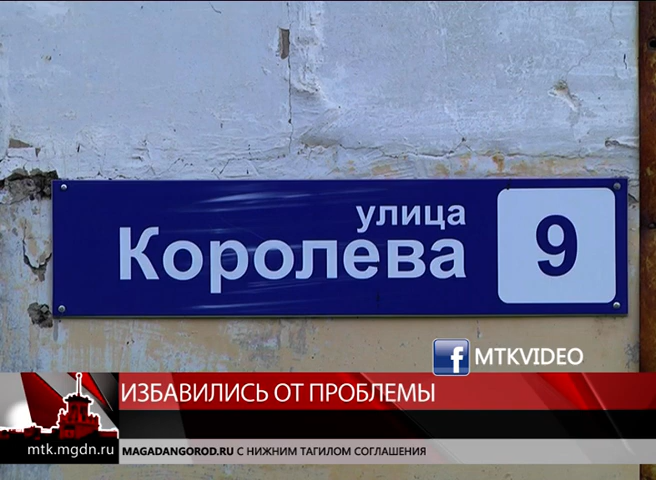 улица
Королева
9
MTKVIDEO
ИЗБАВИЛИСЬ ОТ ПРОБЛЕМЫ
mtk.mgdn.ru
MAGADANGOROD.RU С НИЖНИМ ТАГИЛОМ СОГЛАШЕНИЯ